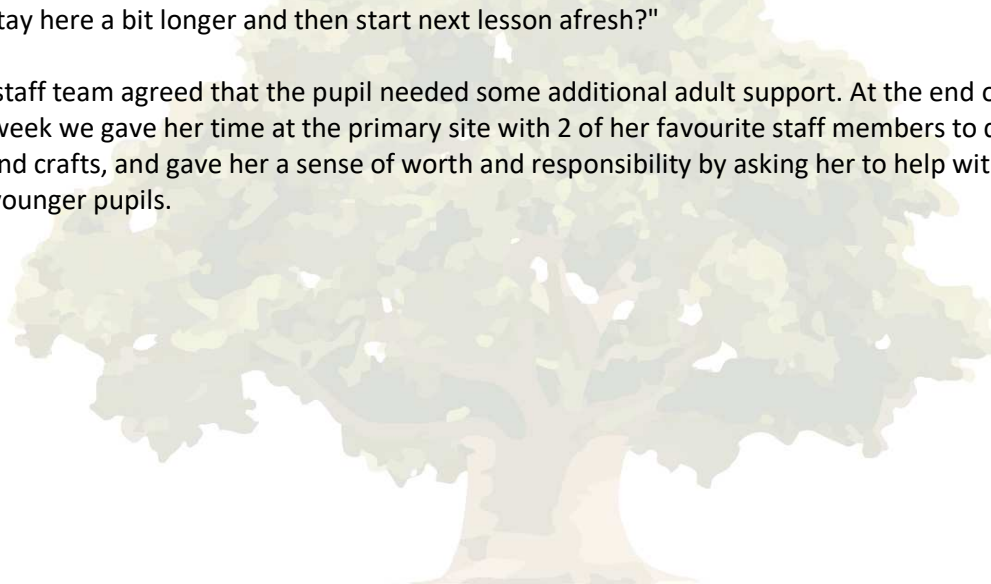 tay here a bit longer and then start next lesson afresh?"
staff team agreed that the pupil needed some additional adult support. At the end
week we gave her time at the primary site with 2 of her favourite staff members to
nd crafts, and gave her a sense of worth and responsibility by asking her to help wit
ounger pupils.